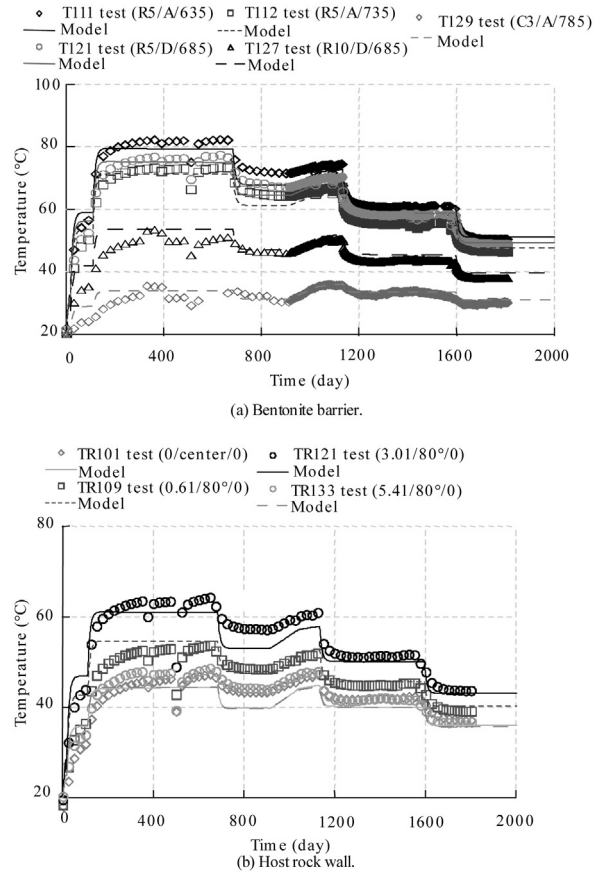 T111 test (R5/A/635) T112 test (R5/A/735) T129 test (C3/A/785)
Model Model Model
T121 test (R5/D/685) T127 test (R10/D/685)
Model Model
100
80
60
40
20
Temperature (°C)
0 400 800 1200 1600 2000
Time (day)
(a) Bentonite barrier.
TR101 test (0/center/0) TR121 test (3.01/80°/0)
Model Model
TR109 test (0.61/80°/0) TR133 test (5.41/80°/0)
Model Model
80
60
40
20
Temperature (°C)
0 400 800 1200 1600 2000
Time (day)
(b) Host rock wall.